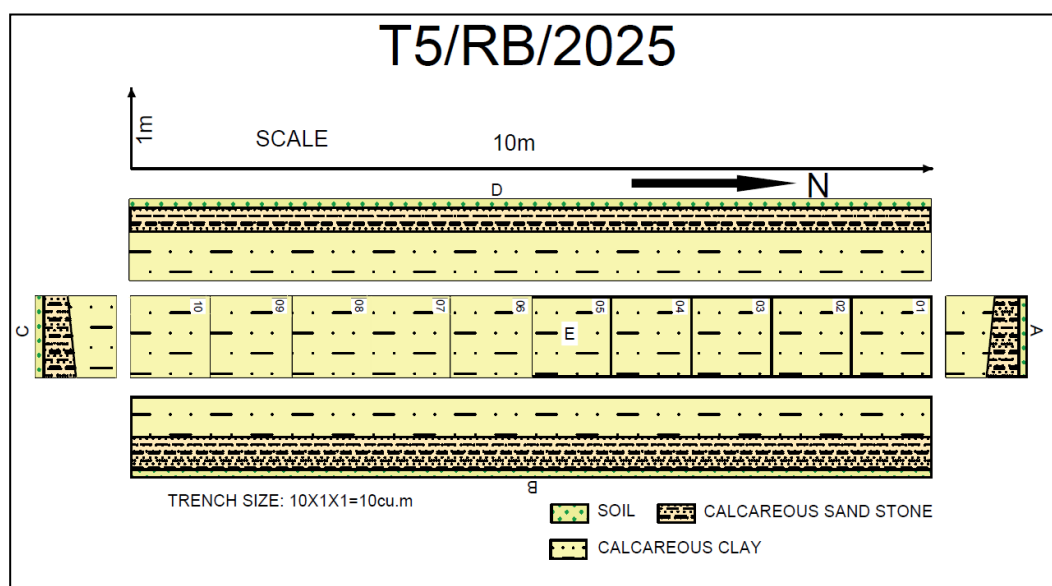 T5/RB/2025
1m
SCALE
10m
N
D
C
10
09
08
07
06
05
04
03
02
01
E
A
B
TRENCH SIZE: 10X1X1=10cu.m
SOIL
CALCAREOUS SAND STONE
CALCAREOUS CLAY